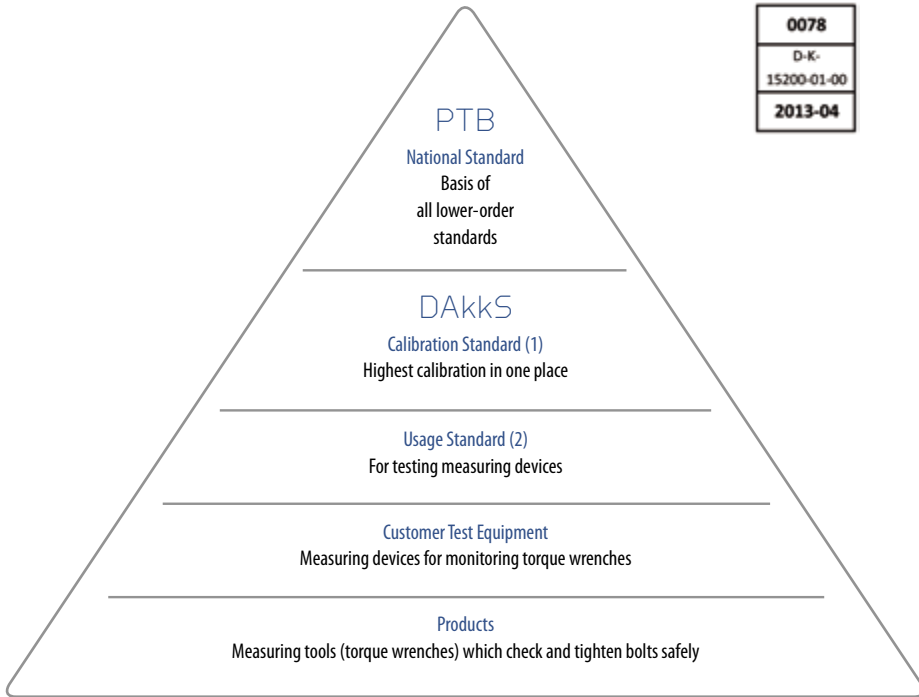 0078
D-K-
15200-01-00
2013-04
PTB
National Standard
Basis of
all lower-order
standards
DAkkS
Calibration Standard (1)
Highest calibration in one place
Usage Standard (2)
For testing measuring devices
Customer Test Equipment
Measuring devices for monitoring torque wrenches
Products
Measuring tools (torque wrenches) which check and tighten bolts safely